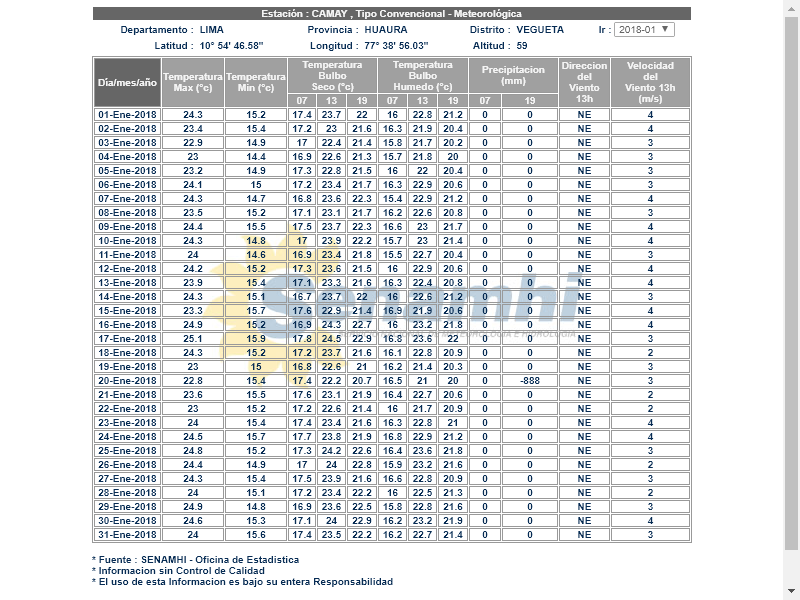 Estación : CAMAY , Tipo Convencional - Meteorológica
Departamento : LIMA Provincia : HUAURA Distrito : VEGUETA Ir : 2018-01
Latitud : 10° 54' 46.58" Longitud : 77° 38' 56.03" Altitud : 59
Día/mes/año Temperatura Max (°c) Temperatura Min (°c) Temperatura Bulbo Seco (°c) Temperatura Bulbo Humedo (°c) Precipitacion (mm) Direccion del Viento 13h Velocidad del Viento 13h (m/s)
07 13 19 07 13 19 07 19
01-Ene-2018 24.3 15.2 17.4 23.7 22 16 22.8 21.2 0 0 NE 4
02-Ene-2018 23.4 15.4 17.2 23 21.6 16.3 21.9 20.4 0 0 NE 4
03-Ene-2018 22.9 14.9 17 22.4 21.4 15.8 21.7 20.2 0 0 NE 3
04-Ene-2018 23 14.4 16.9 22.6 21.3 15.7 21.8 20 0 0 NE 3
05-Ene-2018 23.2 14.9 17.3 22.8 21.5 16 22 20.4 0 0 NE 3
06-Ene-2018 24.1 15 17.2 23.4 21.7 16.3 22.9 20.6 0 0 NE 3
07-Ene-2018 24.3 14.7 16.8 23.6 22.3 15.4 22.9 21.2 0 0 NE 4
08-Ene-2018 23.5 15.2 17.1 23.1 21.7 16.2 22.6 20.8 0 0 NE 3
09-Ene-2018 24.4 15.5 17.5 23.7 22.3 16.6 23 21.7 0 0 NE 4
10-Ene-2018 24.3 14.8 17 23.9 22.2 15.7 23 21.4 0 0 NE 4
11-Ene-2018 24 14.6 16.9 23.4 21.8 15.5 22.7 20.4 0 0 NE 3
12-Ene-2018 24.2 15.2 17.3 23.6 21.5 16 22.9 20.6 0 0 NE 4
13-Ene-2018 23.9 15.4 17.1 23.3 21.6 16.3 22.4 20.8 0 0 NE 4
14-Ene-2018 24.3 15.1 16.7 23.7 22 16 22.6 21.2 0 0 NE 3
15-Ene-2018 23.3 15.7 17.6 22.9 21.4 16.9 21.9 20.6 0 0 NE 4
16-Ene-2018 24.9 15.2 16.9 24.3 22.7 16 23.2 21.8 0 0 NE 4
17-Ene-2018 25.1 15.9 17.8 24.5 22.9 16.8 23.6 22 0 0 NE 3
18-Ene-2018 24.3 15.2 17.2 23.7 21.6 16.1 22.8 20.9 0 0 NE 2
19-Ene-2018 23 15 16.8 22.6 21 16.2 21.4 20.3 0 0 NE 3
20-Ene-2018 22.8 15.4 17.4 22.2 20.7 16.5 21 20 0 -888 NE 3
21-Ene-2018 23.6 15.5 17.6 23.1 21.9 16.4 22.7 20.6 0 0 NE 2
22-Ene-2018 23 15.2 17.2 22.6 21.4 16 21.7 20.9 0 0 NE 2
23-Ene-2018 24 15.4 17.4 23.4 21.6 16.3 22.8 21 0 0 NE 4
24-Ene-2018 24.5 15.7 17.7 23.8 21.9 16.8 22.9 21.2 0 0 NE 4
25-Ene-2018 24.8 15.2 17.3 24.2 22.6 16.4 23.6 21.8 0 0 NE 3
26-Ene-2018 24.4 14.9 17 24 22.8 15.9 23.2 21.6 0 0 NE 2
27-Ene-2018 24.3 15.4 17.5 23.9 21.6 16.6 22.8 20.9 0 0 NE 3
28-Ene-2018 24 15.1 17.2 23.4 22.2 16 22.5 21.3 0 0 NE 2
29-Ene-2018 24.9 14.8 16.9 23.6 22.5 15.8 22.8 21.6 0 0 NE 3
30-Ene-2018 24.6 15.3 17.1 24 22.9 16.2 23.2 21.9 0 0 NE 4
31-Ene-2018 24 15.6 17.4 23.5 22.2 16.2 22.7 21.4 0 0 NE 3
Senamhi
* Fuente : SENAMHI - Oficina de Estadistica
* Informacion sin Control de Calidad
* El uso de esta Informacion es bajo su entera Responsabilidad